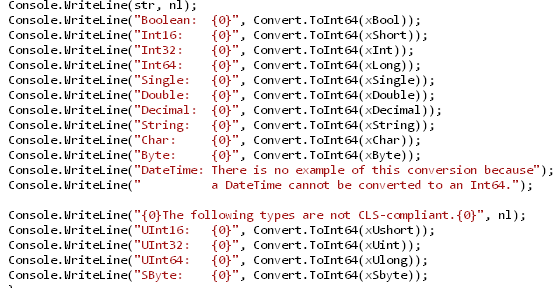 Console.WriteLine(str, nl);
Console.WriteLine("Boolean:  {0}", Convert.ToInt64(xBool));
Console.WriteLine("Int16:    {0}", Convert.ToInt64(xShort));
Console.WriteLine("Int32:    {0}", Convert.ToInt64(xInt));
Console.WriteLine("Int64:    {0}", Convert.ToInt64(xLong));
Console.WriteLine("Single:   {0}", Convert.ToInt64(xSingle));
Console.WriteLine("Double:   {0}", Convert.ToInt64(xDouble));
Console.WriteLine("Decimal:  {0}", Convert.ToInt64(xDecimal));
Console.WriteLine("String:   {0}", Convert.ToInt64(xString));
Console.WriteLine("Char:     {0}", Convert.ToInt64(xChar));
Console.WriteLine("Byte:     {0}", Convert.ToInt64(xByte));
Console.WriteLine("DateTime: There is no example of this conversion because");
Console.WriteLine("          a DateTime cannot be converted to an Int64.");
Console.WriteLine("{0}The following types are not CLS-compliant.{0}", nl);
Console.WriteLine("UInt16:   {0}", Convert.ToInt64(xUshort));
Console.WriteLine("UInt32:   {0}", Convert.ToInt64(xUint));
Console.WriteLine("UInt64:   {0}", Convert.ToInt64(xUlong));
Console.WriteLine("SByte:    {0}", Convert.ToInt64(xSbyte));